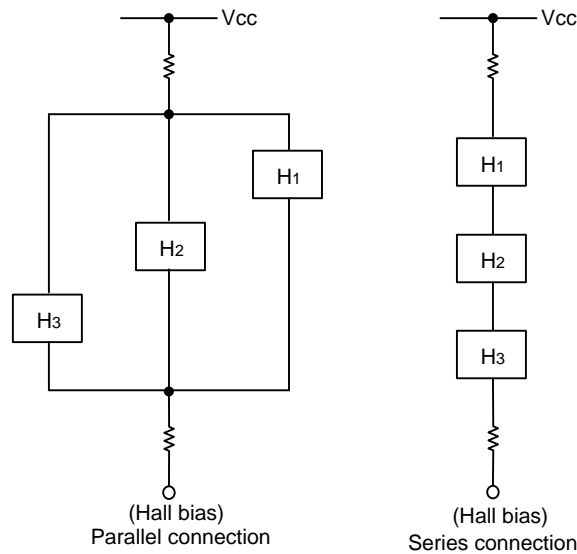 Vcc
H1
H2
H3
(Hall bias)
Parallel connection
Vcc
H1
H2
H3
(Hall bias)
Series connection